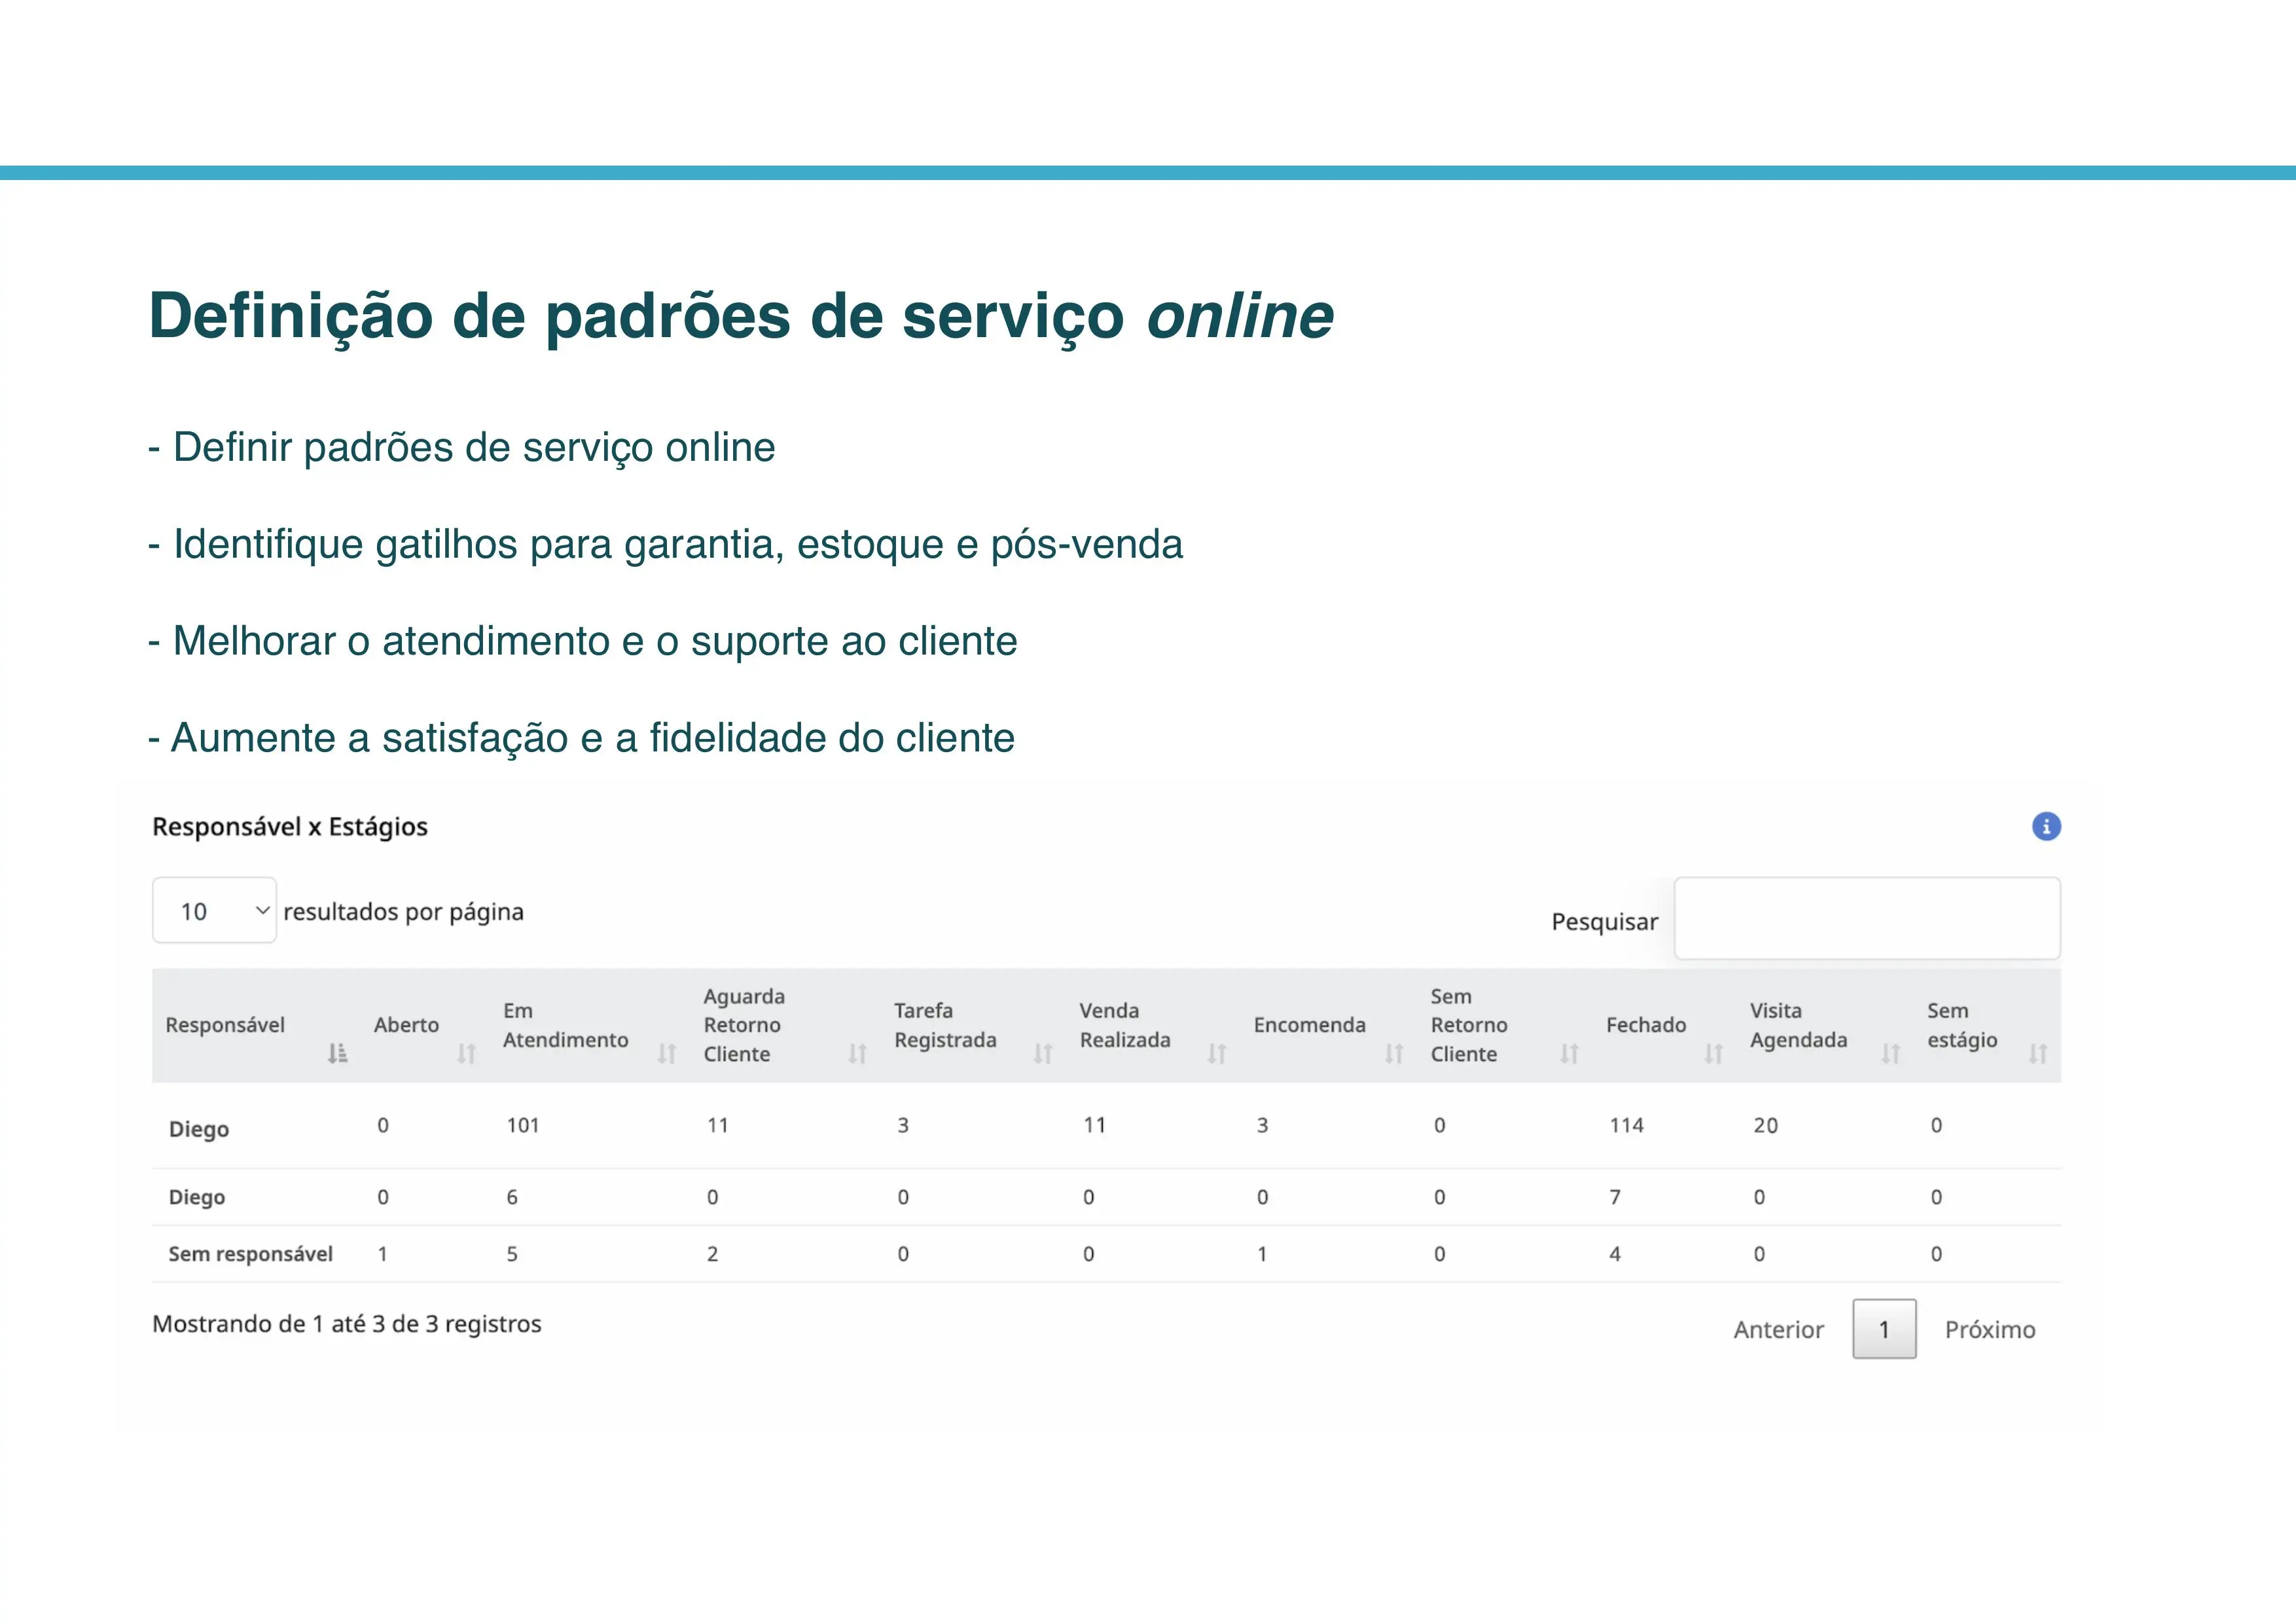 Definição de padrões de serviço online
- Definir padrões de serviço online
- Identifique gatilhos para garantia, estoque e pós-venda
- Melhorar o atendimento e o suporte ao cliente
- Aumente a satisfação e a fidelidade do cliente
Responsável x Estágios
10 resultados por página
Pesquisar
Responsável Aberto Em Atendimento Aguarda Retorno Cliente Tarefa Registrada Venda Realizada Encomenda Sem Retorno Cliente Fechado Visita Agendada Sem estágio
Diego 0 101 11 3 11 3 0 114 20 0
Diego 0 6 0 0 0 0 0 7 0 0
Sem responsável 1 5 2 0 0 1 0 4 0 0
Mostrando de 1 até 3 de 3 registros
Anterior 1 Próximo